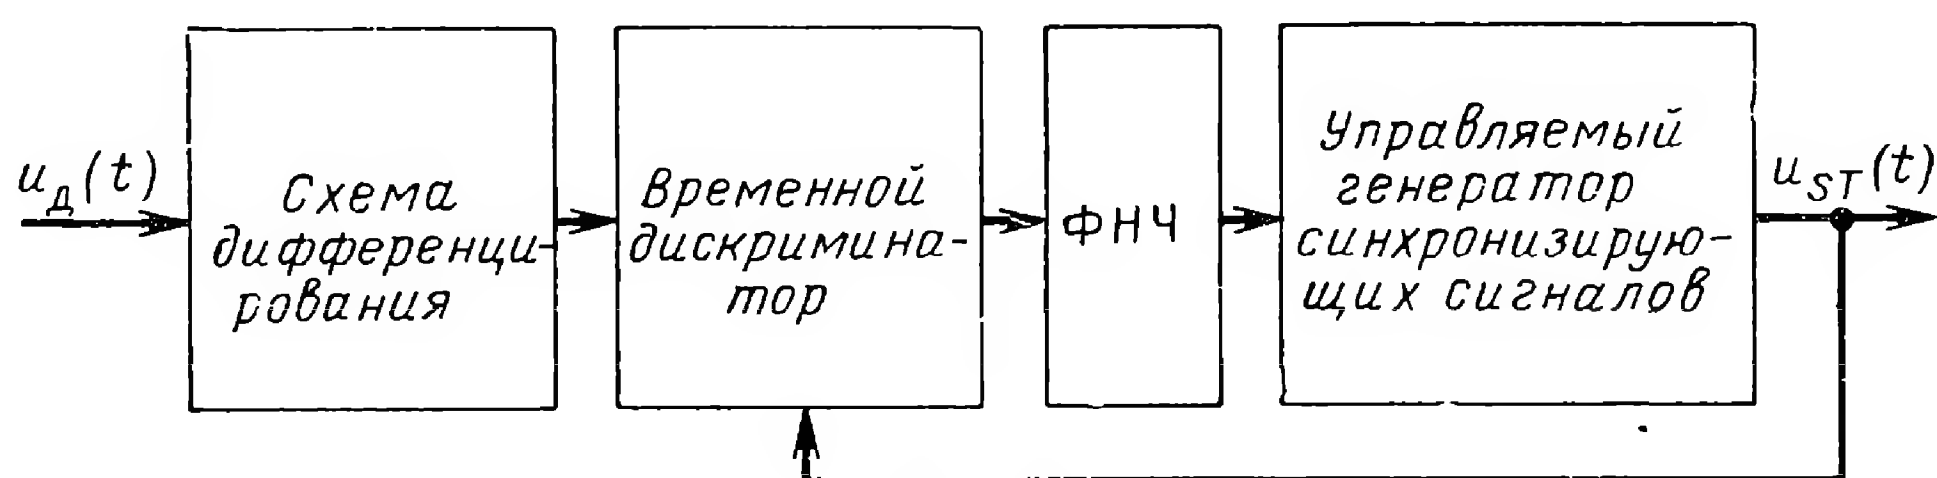 u_Д(t)
Схема
дифференци-
рования
Временной
дискримина-
тор
ФНЧ
Управляемый
генератор
синхронизирую-
щих сигналов
u_ST(t)